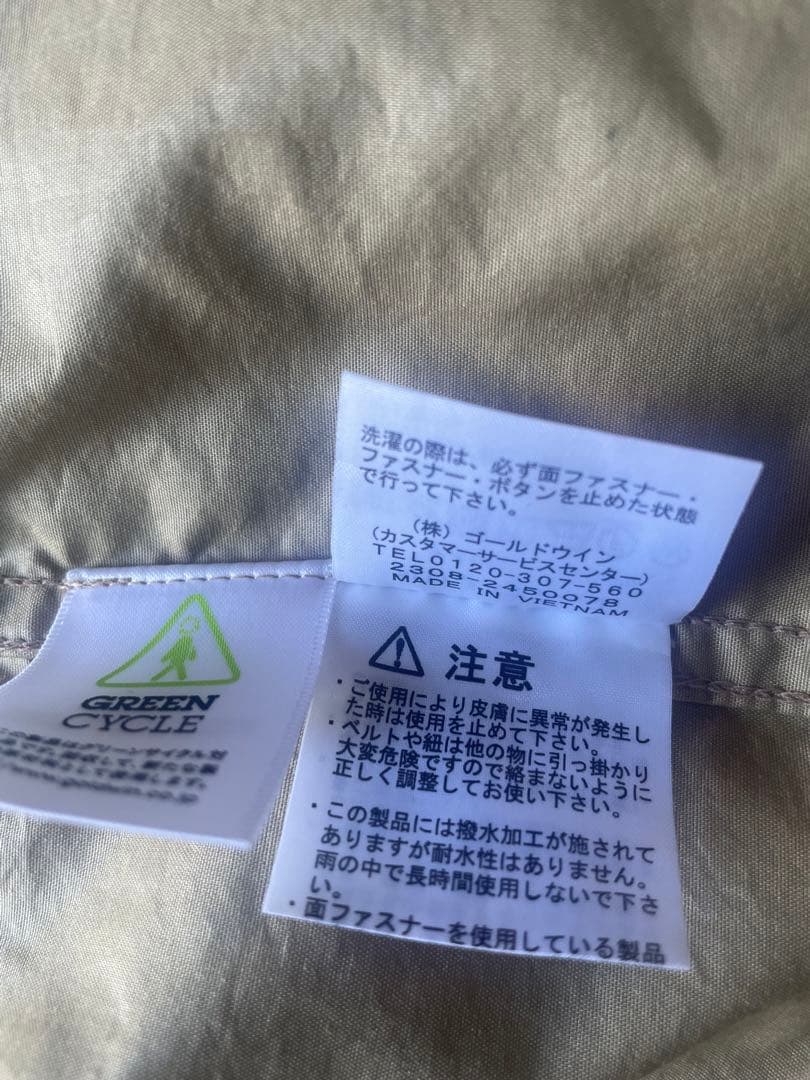 洗濯の際は、必ず面ファスナー・
ファスナー・ボタンを止めた状態
で行って下さい。
(株) ゴールドウイン
(カスタマーサービスセンター)
TEL0120-307-560
2308-2450078
MADE IN VIETNAM
GREEN
CYCLE
注意
・ご使用により皮膚に異常が発生し
た時は使用を止めて下さい。
・ベルトや紐は他の物に引っ掛かり
大変危険ですので絡まないように
正しく調整してお使い下さい。
・この製品には撥水加工が施されて
ありますが耐水性はありません。
雨の中で長時間使用しないで下さ
い。
・面ファスナーを使用している製品